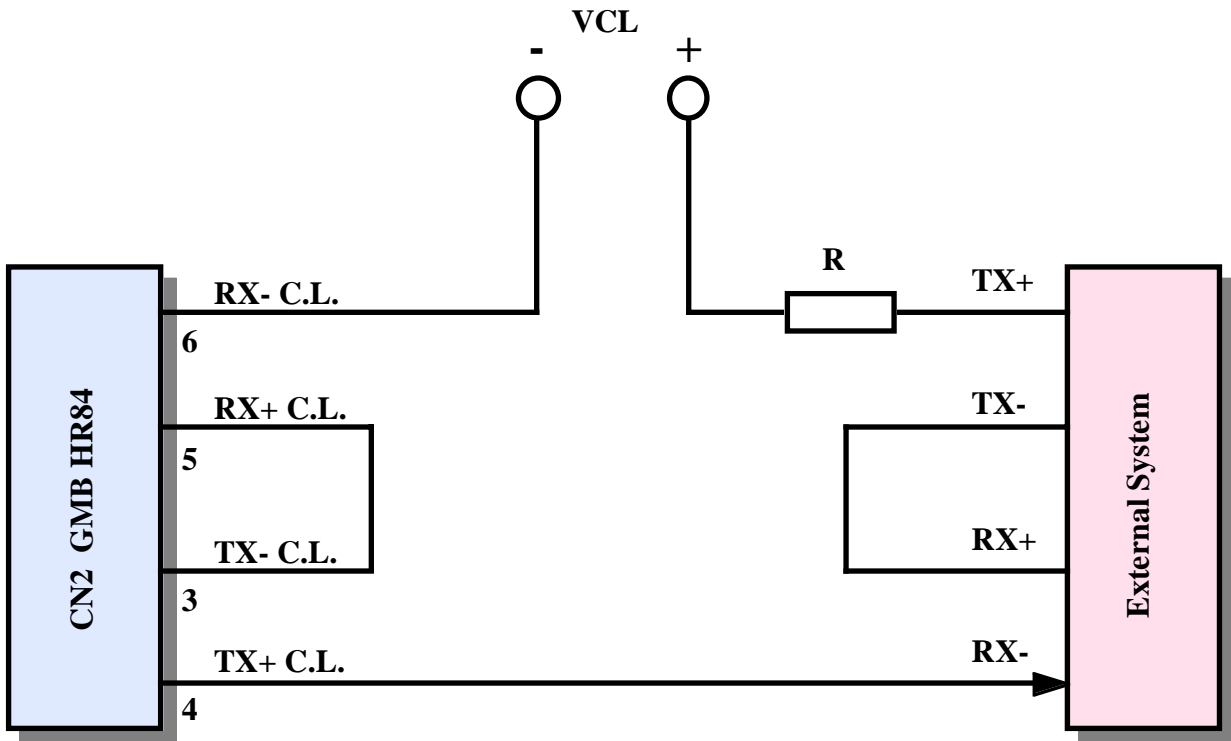 VCL
- +
R
RX- C.L.
TX+
6
RX+ C.L.
TX-
5
TX- C.L.
RX+
3
TX+ C.L.
RX-
4
CN2 GMB HR84
External System